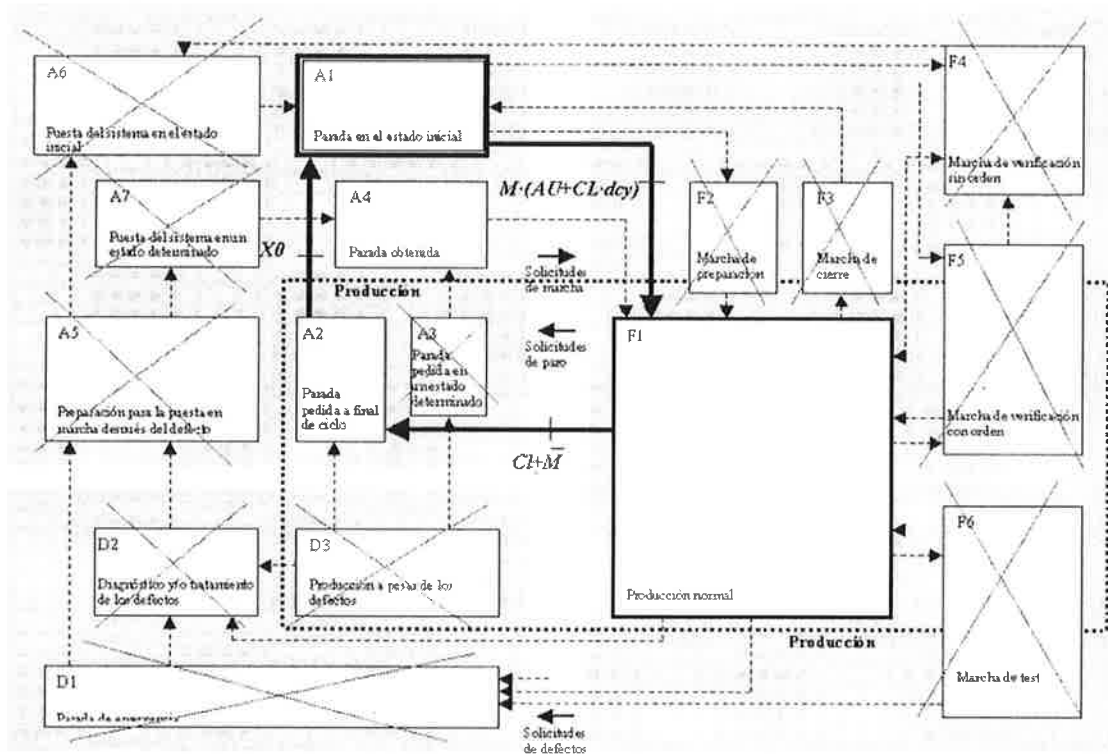 A6
Puesta del sistema en el estado
inicial
A1
Parada en el estado inicial
F4
Marcha de verificación
sin orden
A7
Puesta del sistema en un
estado determinado
A4
Parada obtenida
M·(AU+CL·dcy)
F2
Marcha de
preparación
F3
Marcha de
cierre
X0
Solicitudes
de marcha
Producción
F5
Marcha de verificación
con orden
A5
Preparación para la puesta en
marcha después del defecto
A2
Parada
pedida a final
de ciclo
A3
Parada
pedida en
un estado
determinado
Solicitudes
de paro
F1
Producción normal
Cl+M̅
D2
Diagnóstico y/o tratamiento
de los defectos
D3
Producción a pesar de los
defectos
F6
Marcha de test
Producción
D1
Parada de emergencia
Solicitudes
de defectos